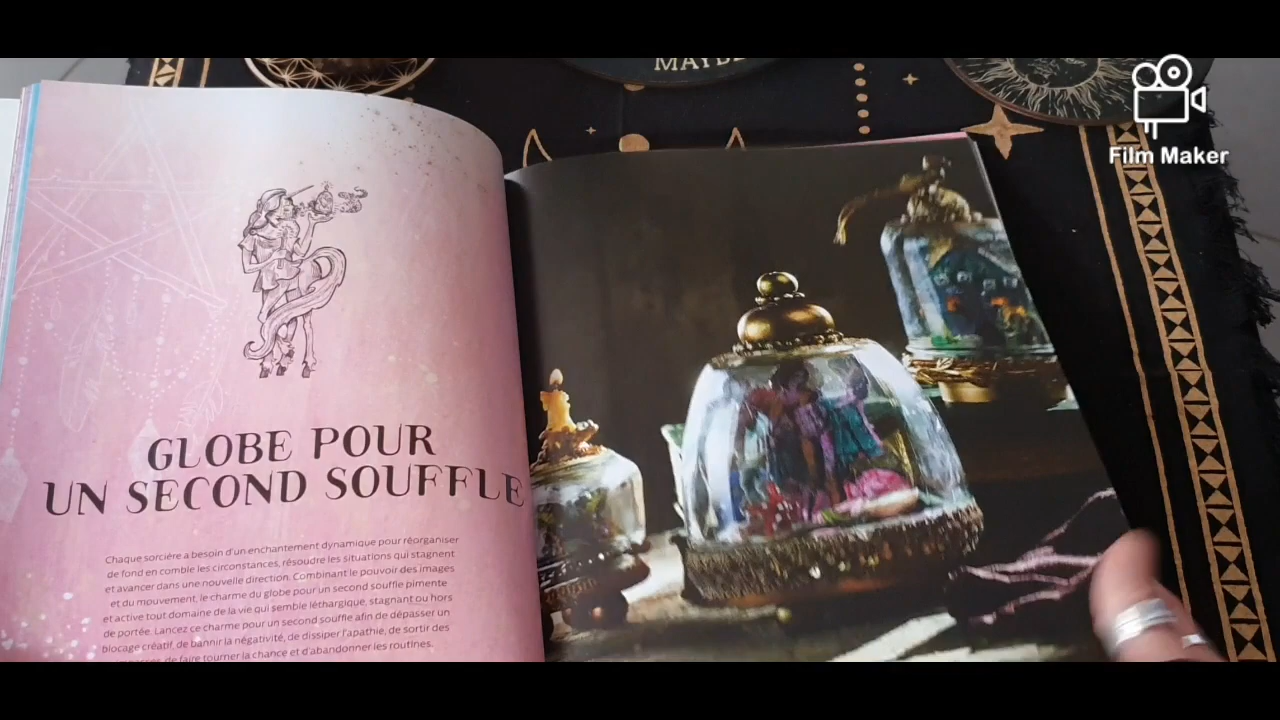 MAYBE
Film Maker
GLOBE POUR
UN SECOND SOUFFLE
Chaque sorcière a besoin d'un enchantement dynamique pour réorganiser
de fond en comble les circonstances, résoudre les situations qui stagnent
et avancer dans une nouvelle direction. Combinant le pouvoir des images
et du mouvement, le charme du globe pour un second souffle pimente
et active tout domaine de la vie qui semble léthargique, stagnant ou hors
de portée. Lancez ce charme pour un second souffle afin de dépasser un
blocage créatif, de bannir la négativité, de dissiper l'apathie, de sortir des
de faire tourner la chance et d'abandonner les routines.